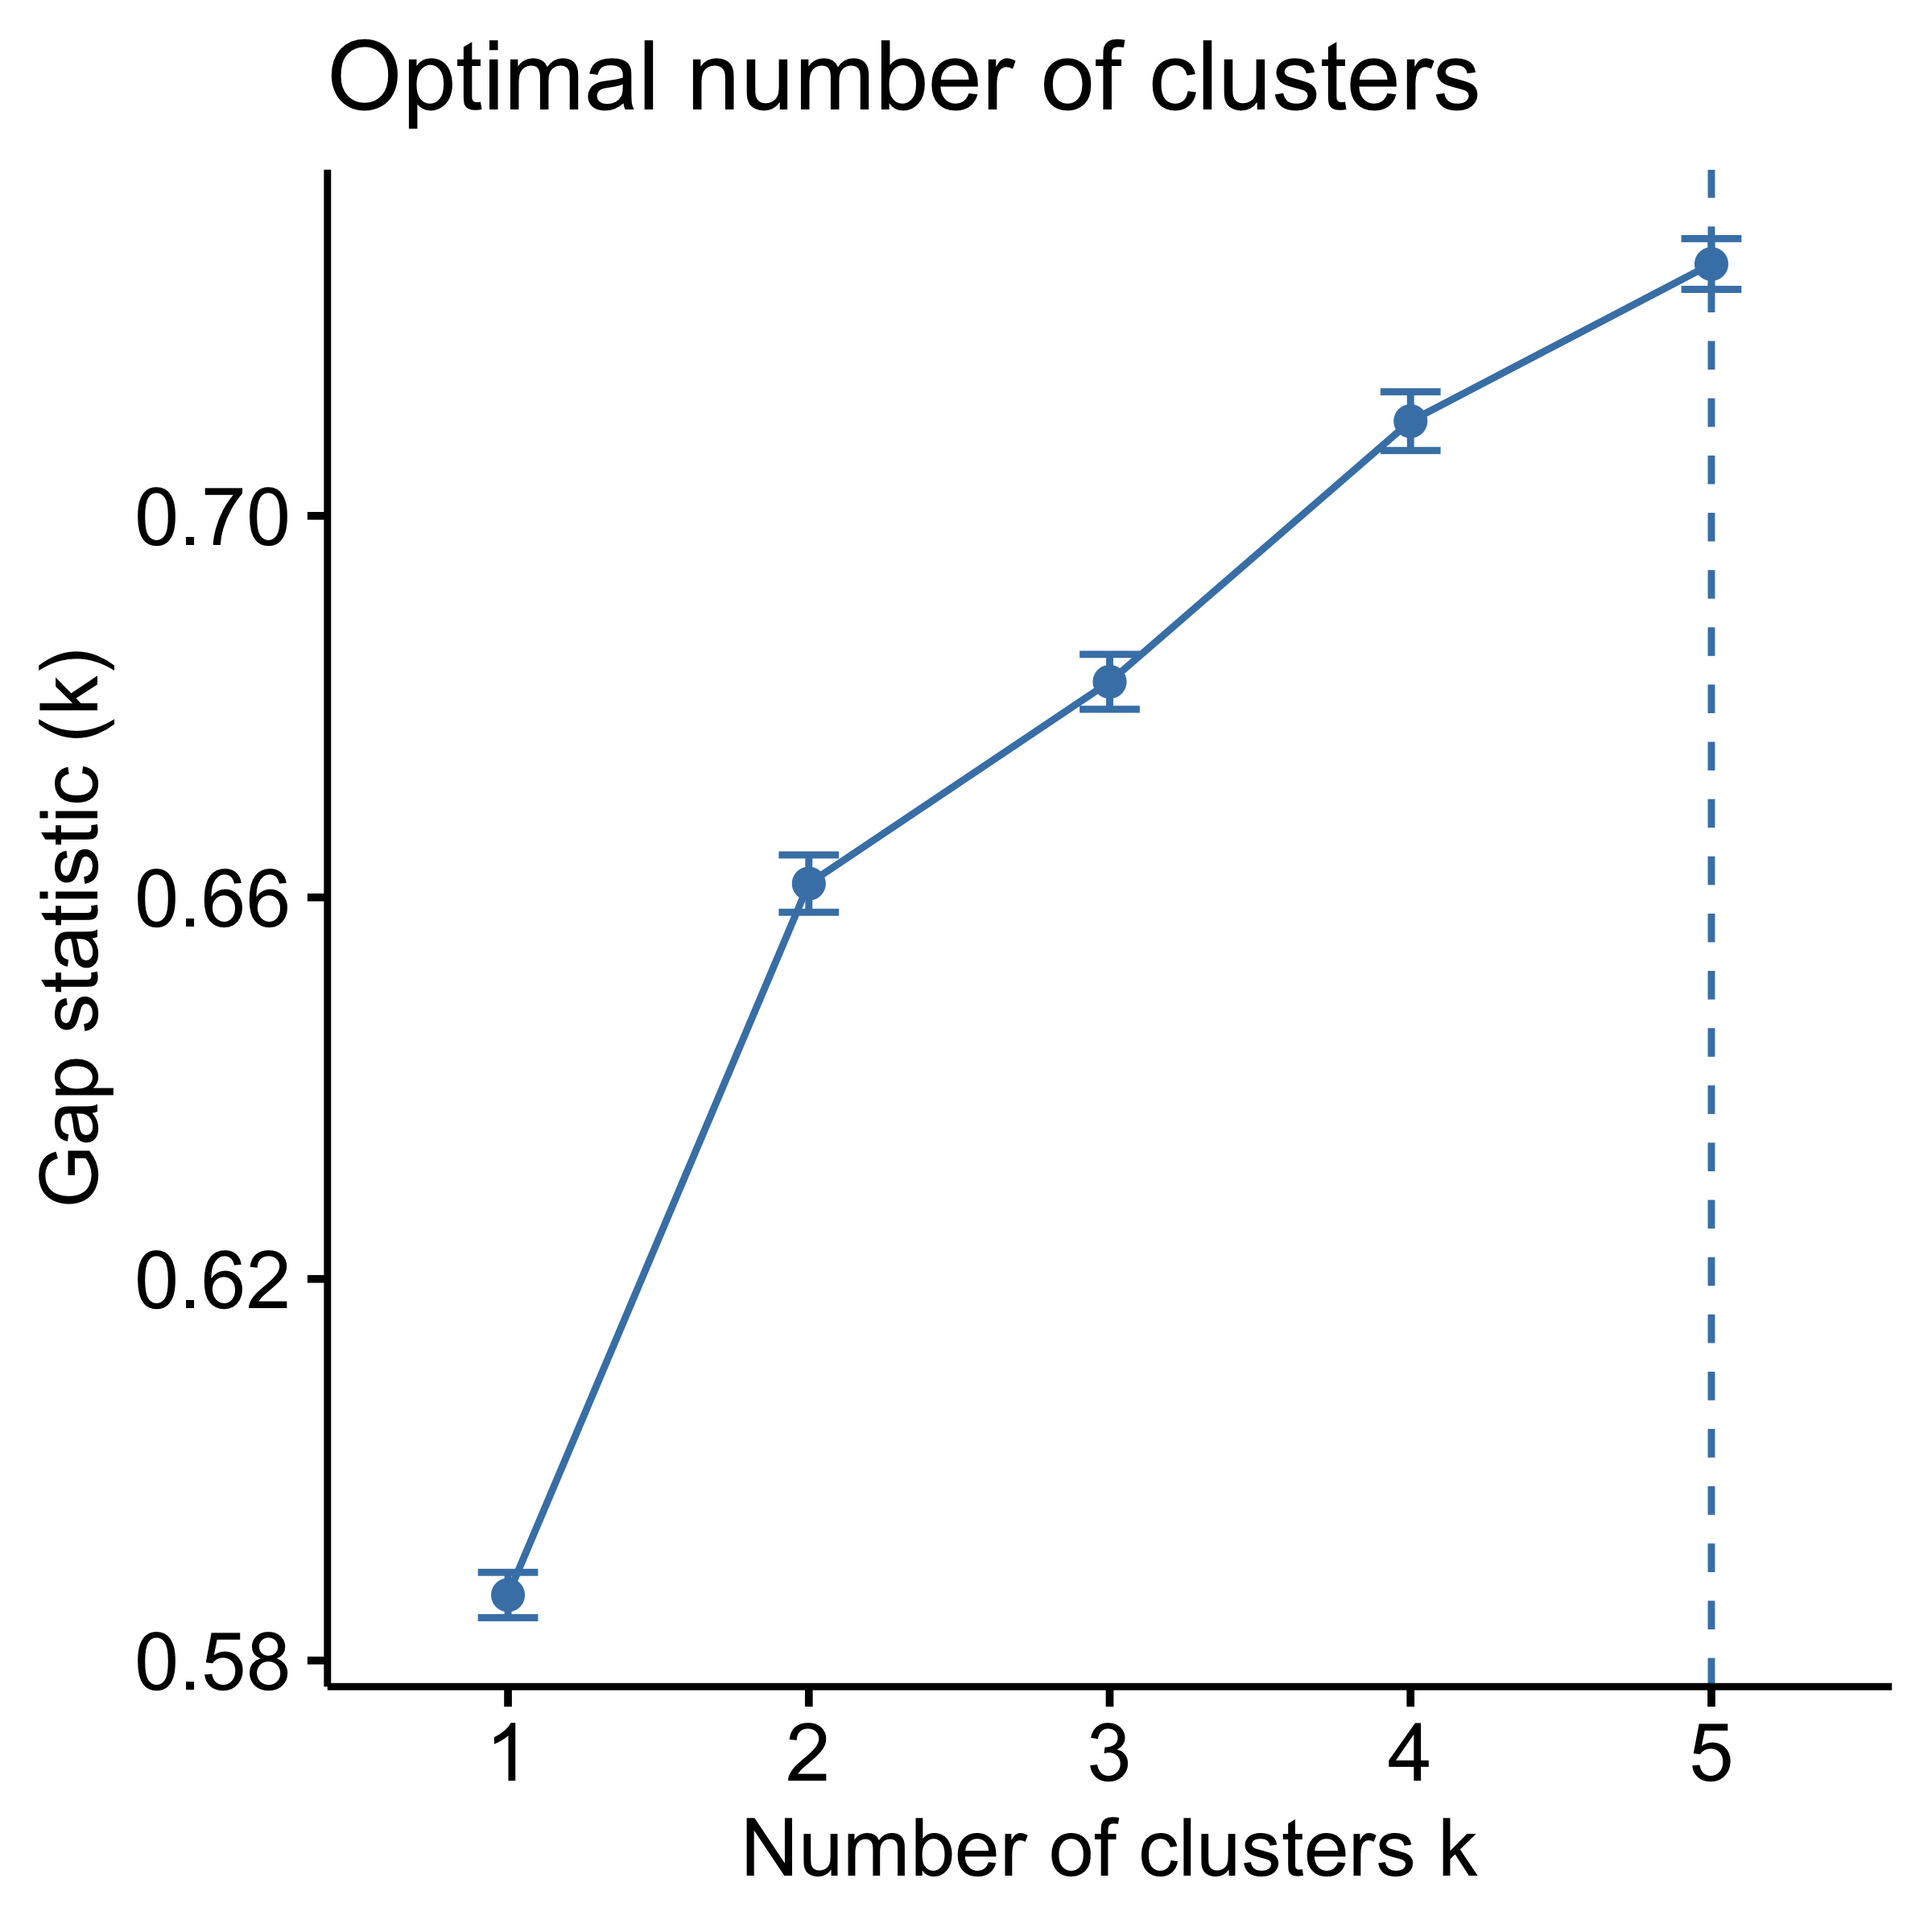 Optimal number of clusters
Gap statistic (k)
0.70
0.66
0.62
0.58
1 2 3 4 5
Number of clusters k